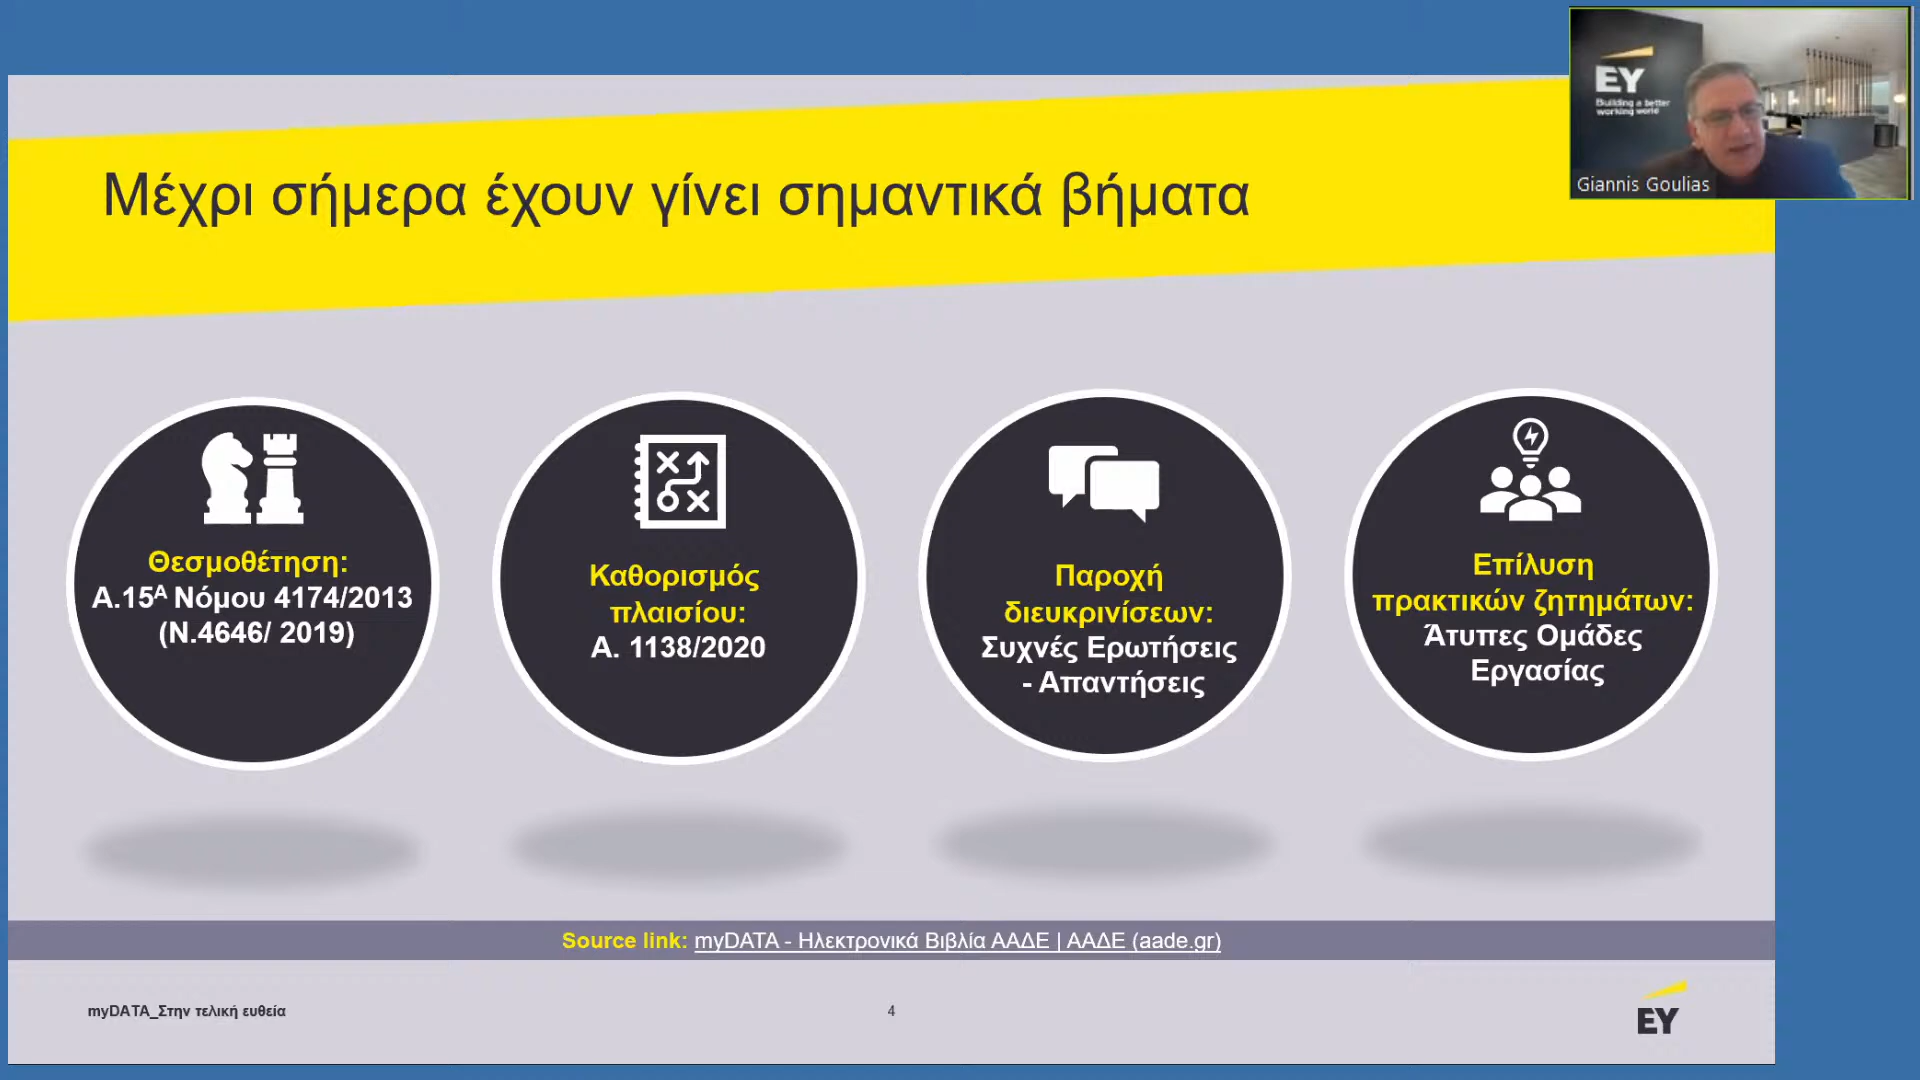 EY
Building a better
working world
Giannis Goulias
Μέχρι σήμερα έχουν γίνει σημαντικά βήματα
Θεσμοθέτηση:
Α.15Α Νόμου 4174/2013
(Ν.4646/ 2019)
Καθορισμός
πλαισίου:
Α. 1138/2020
Παροχή
διευκρινίσεων:
Συχνές Ερωτήσεις
- Απαντήσεις
Επίλυση
πρακτικών ζητημάτων:
Άτυπες Ομάδες
Εργασίας
Source link: myDATA - Ηλεκτρονικά Βιβλία ΑΑΔΕ | ΑΑΔΕ (aade.gr)
myDATA_Στην τελική ευθεία
4
EY